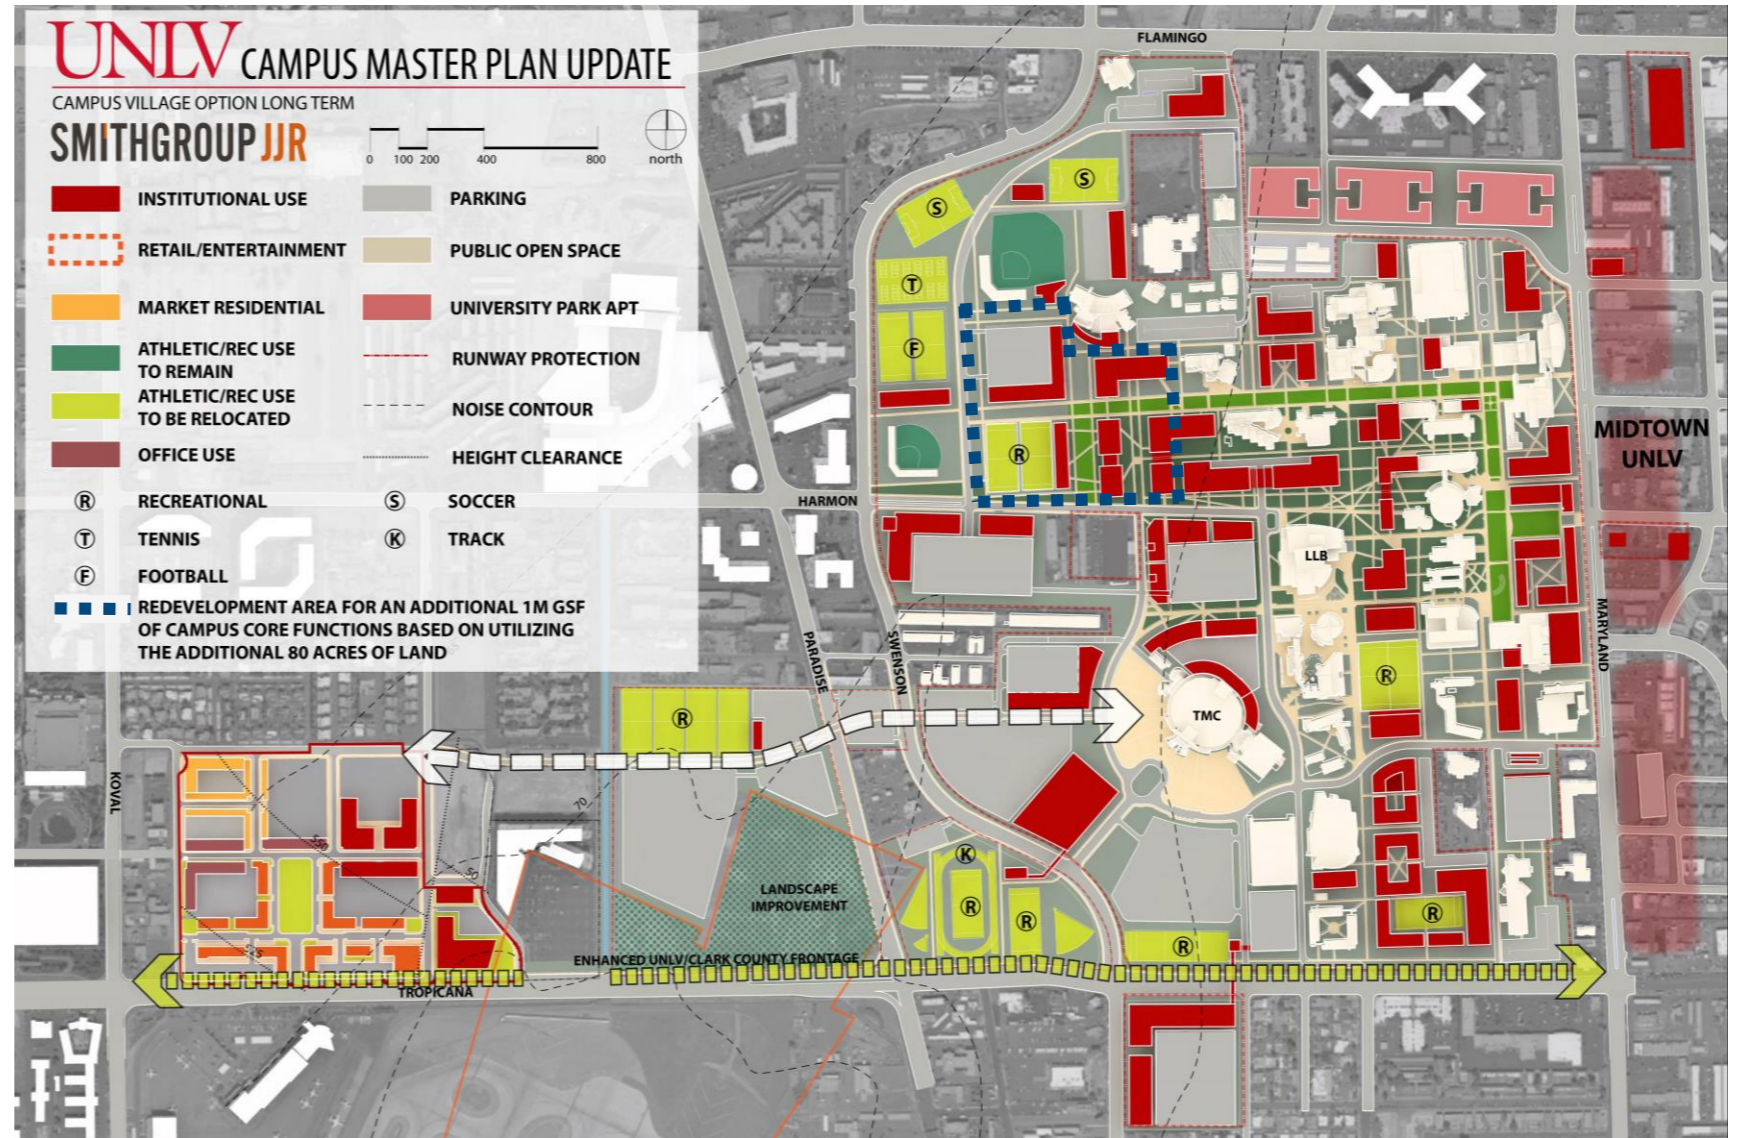 UNLV CAMPUS MASTER PLAN UPDATE
CAMPUS VILLAGE OPTION LONG TERM
SMITHGROUP JJR
0 100 200 400 800
north
INSTITUTIONAL USE
RETAIL/ENTERTAINMENT
MARKET RESIDENTIAL
ATHLETIC/REC USE
TO REMAIN
ATHLETIC/REC USE
TO BE RELOCATED
OFFICE USE
PARKING
PUBLIC OPEN SPACE
UNIVERSITY PARK APT
RUNWAY PROTECTION
NOISE CONTOUR
HEIGHT CLEARANCE
R RECREATIONAL
T TENNIS
F FOOTBALL
S SOCCER
K TRACK
REDEVELOPMENT AREA FOR AN ADDITIONAL 1M GSF
OF CAMPUS CORE FUNCTIONS BASED ON UTILIZING
THE ADDITIONAL 80 ACRES OF LAND
FLAMINGO
S
S
T
F
R
MIDTOWN
UNLV
HARMON
LLB
MARYLAND
PARADISE
SWENSON
R
R
TMC
KOVAL
70
550
50
K
LANDSCAPE
IMPROVEMENT
R
R
R
R
525
ENHANCED UNLV/CLARK COUNTY FRONTAGE
TROPICANA